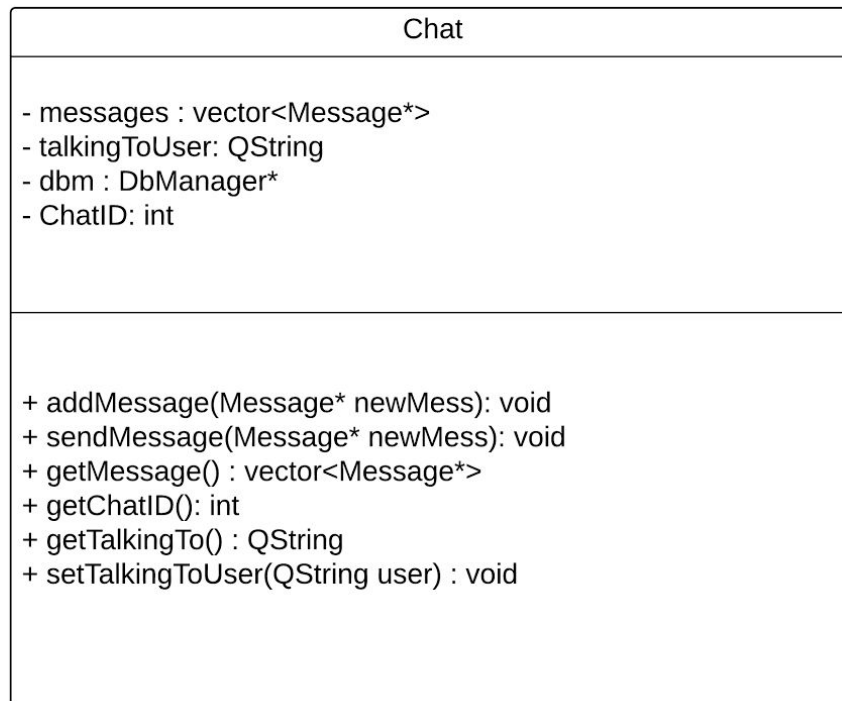 Chat
- messages : vector<Message*>
- talkingToUser: QString
- dbm : DbManager*
- ChatID: int
+ addMessage(Message* newMess): void
+ sendMessage(Message* newMess): void
+ getMessage() : vector<Message*>
+ getChatID(): int
+ getTalkingTo() : QString
+ setTalkingToUser(QString user) : void